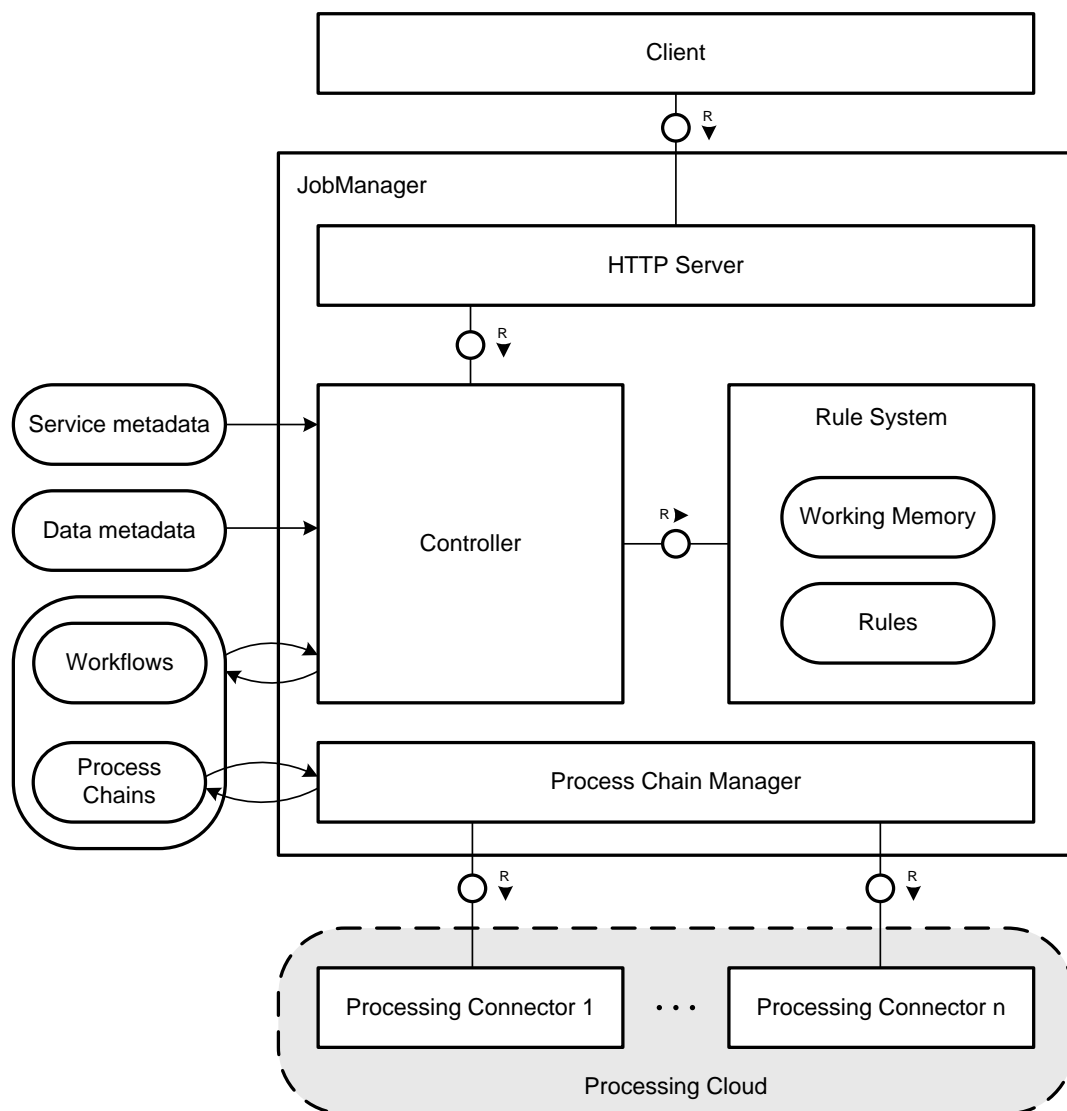 Client
R
JobManager
HTTP Server
R
Service metadata
Rule System
Data metadata
Working Memory
R
Controller
Rules
Workflows
Process
Chains
Process Chain Manager
R
R
Processing Connector 1
. . .
Processing Connector n
Processing Cloud